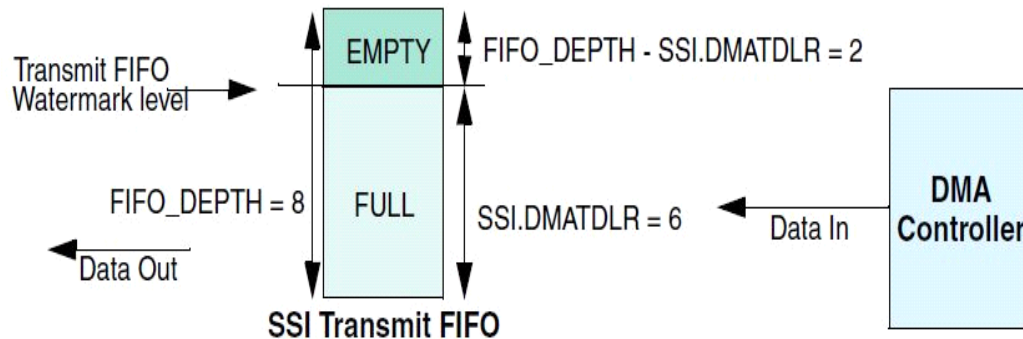 EMPTY
FIFO_DEPTH - SSI.DMATDLR = 2
Transmit FIFO
Watermark level
FIFO_DEPTH = 8
FULL
SSI.DMATDLR = 6
DMA
Controller
Data In
Data Out
SSI Transmit FIFO